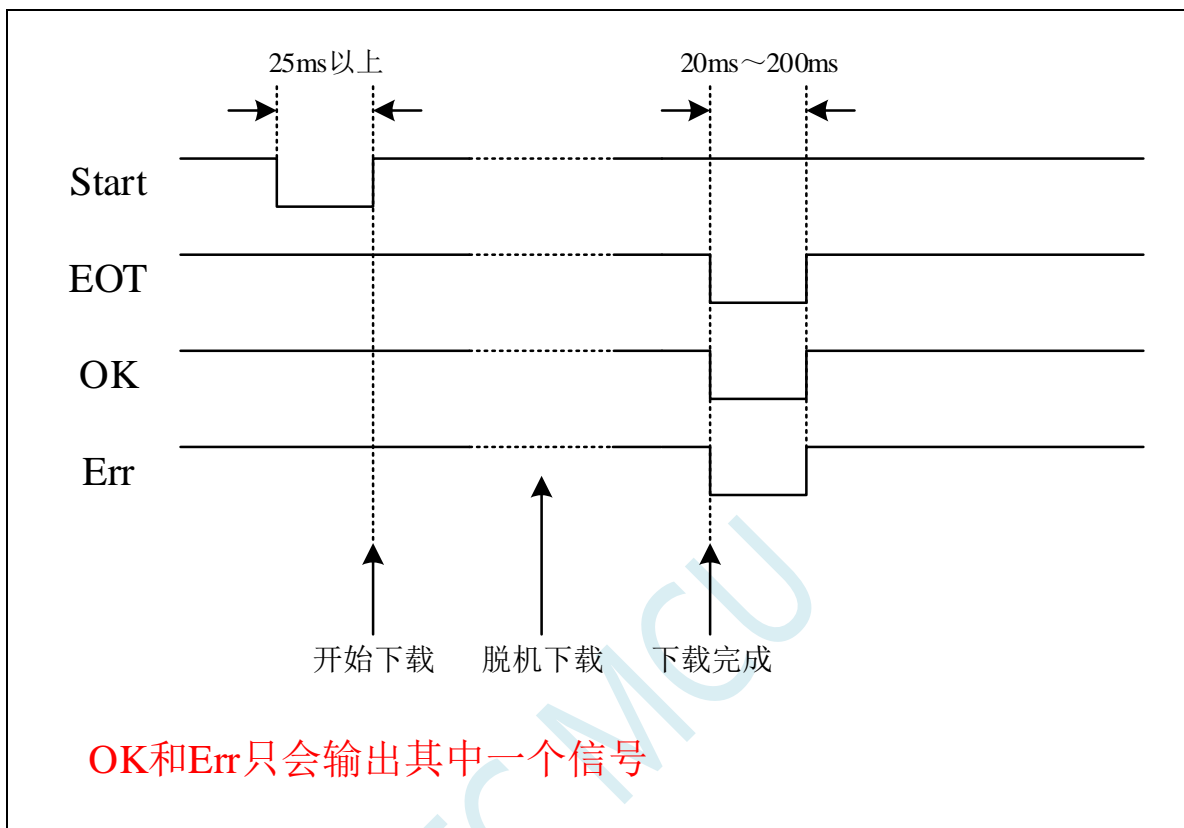 25ms以上
20ms～200ms
Start
EOT
OK
Err
开始下载
脱机下载
下载完成
OK和Err只会输出其中一个信号
MCU